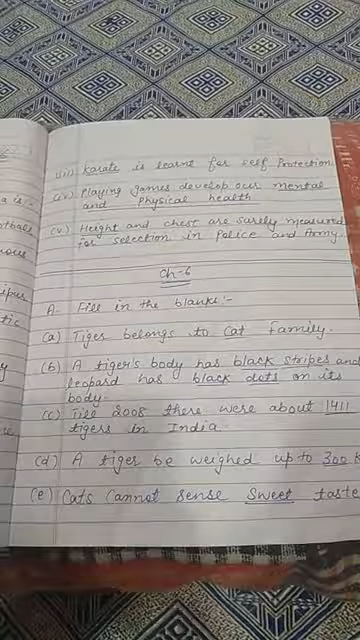 a is.
(iii) Karate is learnt for self Protection
(iv) Playing games develop our mental
and Physical health
(v) Height and chest are surely measured
for selection in Police and Army.
Ch-6
A- Fill in the blanks:-
(a) Tiger belongs to Cat Family.
(b) A tiger's body has black stripes and
leopard has black dots on its
body.
(c) Till 2008 there were about 1411
tigers in India.
(d) A tiger be weighed up to 300 K
(e) Cats Cannot sense Sweet taste